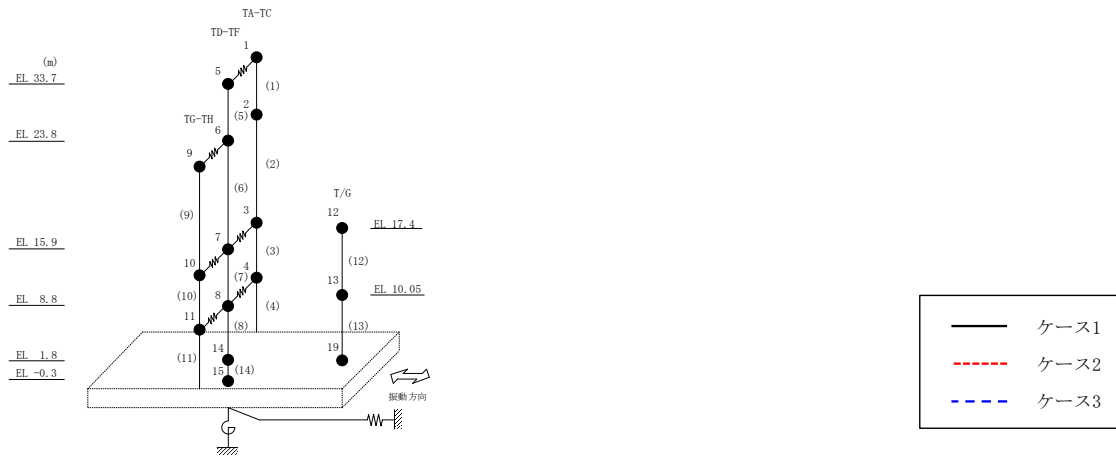 TA-TC
TD-TF
1
(m)
5
EL 33.7
(1)
2
(5)
TG-TH
6
EL 23.8
9
(2)
T/G
(6)
12
(9)
3
EL 17.4
7
EL 15.9
(3)
(12)
10
4
(7)
13
(10)
8
EL 10.05
EL 8.8
(4)
11
(8)
(13)
ケース1
14
19
EL 1.8
(11)
15
(14)
ケース2
EL -0.3
振動方向
ケース3